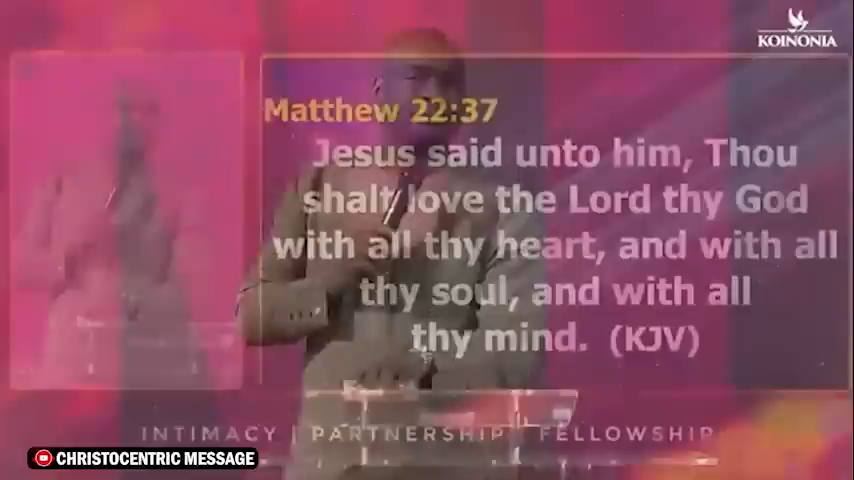 KOINONIA
Matthew 22:37
Jesus said unto him, Thou
shalt love the Lord thy God
with all thy heart, and with all
thy soul, and with all
thy mind. (KJV)
INTIMACY | PARTNERSHIP | FELLOWSHIP
CHRISTOCENTRIC MESSAGE